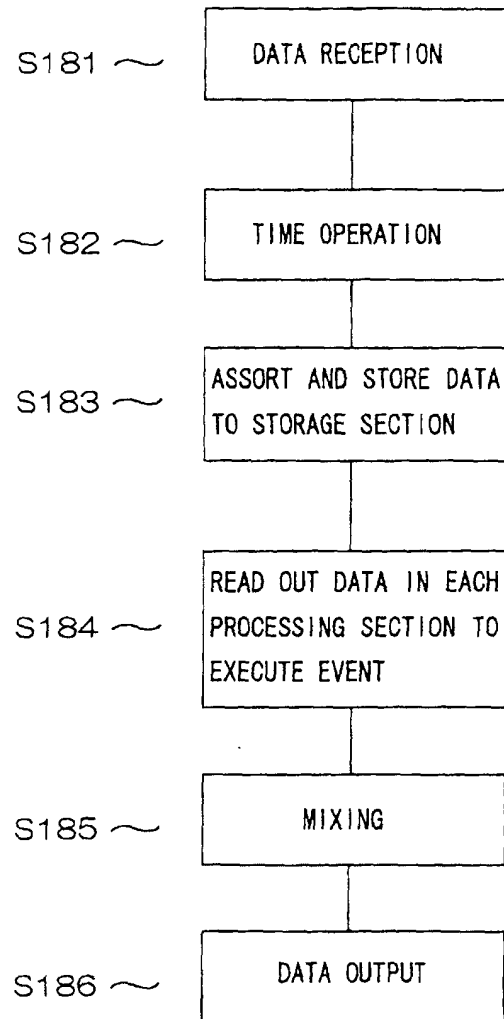 S181 ～ DATA RECEPTION
S182 ～ TIME OPERATION
S183 ～ ASSORT AND STORE DATA
TO STORAGE SECTION
S184 ～ READ OUT DATA IN EACH
PROCESSING SECTION TO
EXECUTE EVENT
S185 ～ MIXING
S186 ～ DATA OUTPUT